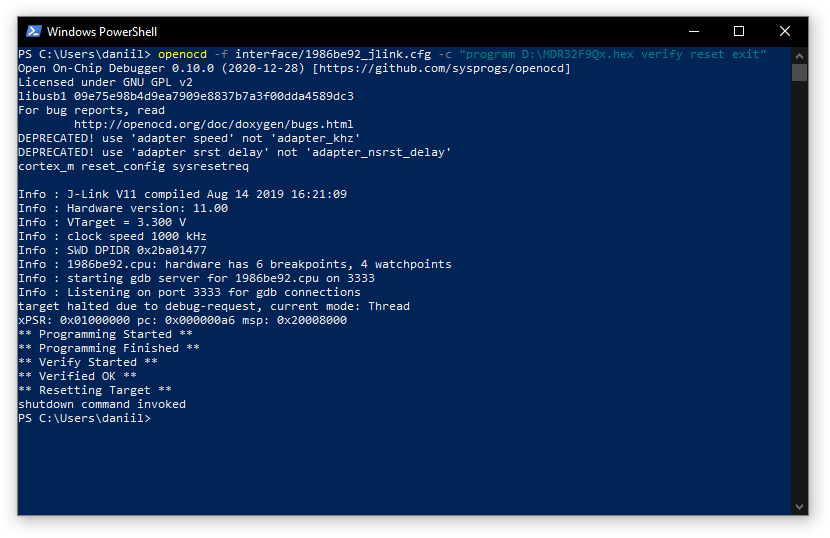 Windows PowerShell
PS C:\Users\daniil> openocd -f interface/1986be92_jlink.cfg -c "program D:\MDR32F9Qx.hex verify reset exit"
Open On-Chip Debugger 0.10.0 (2020-12-28) [https://github.com/sysprogs/openocd]
Licensed under GNU GPL v2
libusb1 09e75e98b4d9ea7909e8837b7a3f00dda4589dc3
For bug reports, read
        http://openocd.org/doc/doxygen/bugs.html
DEPRECATED! use 'adapter speed' not 'adapter_khz'
DEPRECATED! use 'adapter srst delay' not 'adapter_nsrst_delay'
cortex_m reset_config sysresetreq

Info : J-Link V11 compiled Aug 14 2019 16:21:09
Info : Hardware version: 11.00
Info : VTarget = 3.300 V
Info : clock speed 1000 kHz
Info : SWD DPIDR 0x2ba01477
Info : 1986be92.cpu: hardware has 6 breakpoints, 4 watchpoints
Info : starting gdb server for 1986be92.cpu on 3333
Info : Listening on port 3333 for gdb connections
target halted due to debug-request, current mode: Thread
xPSR: 0x01000000 pc: 0x000000a6 msp: 0x20008000
** Programming Started **
** Programming Finished **
** Verify Started **
** Verified OK **
** Resetting Target **
shutdown command invoked
PS C:\Users\daniil>